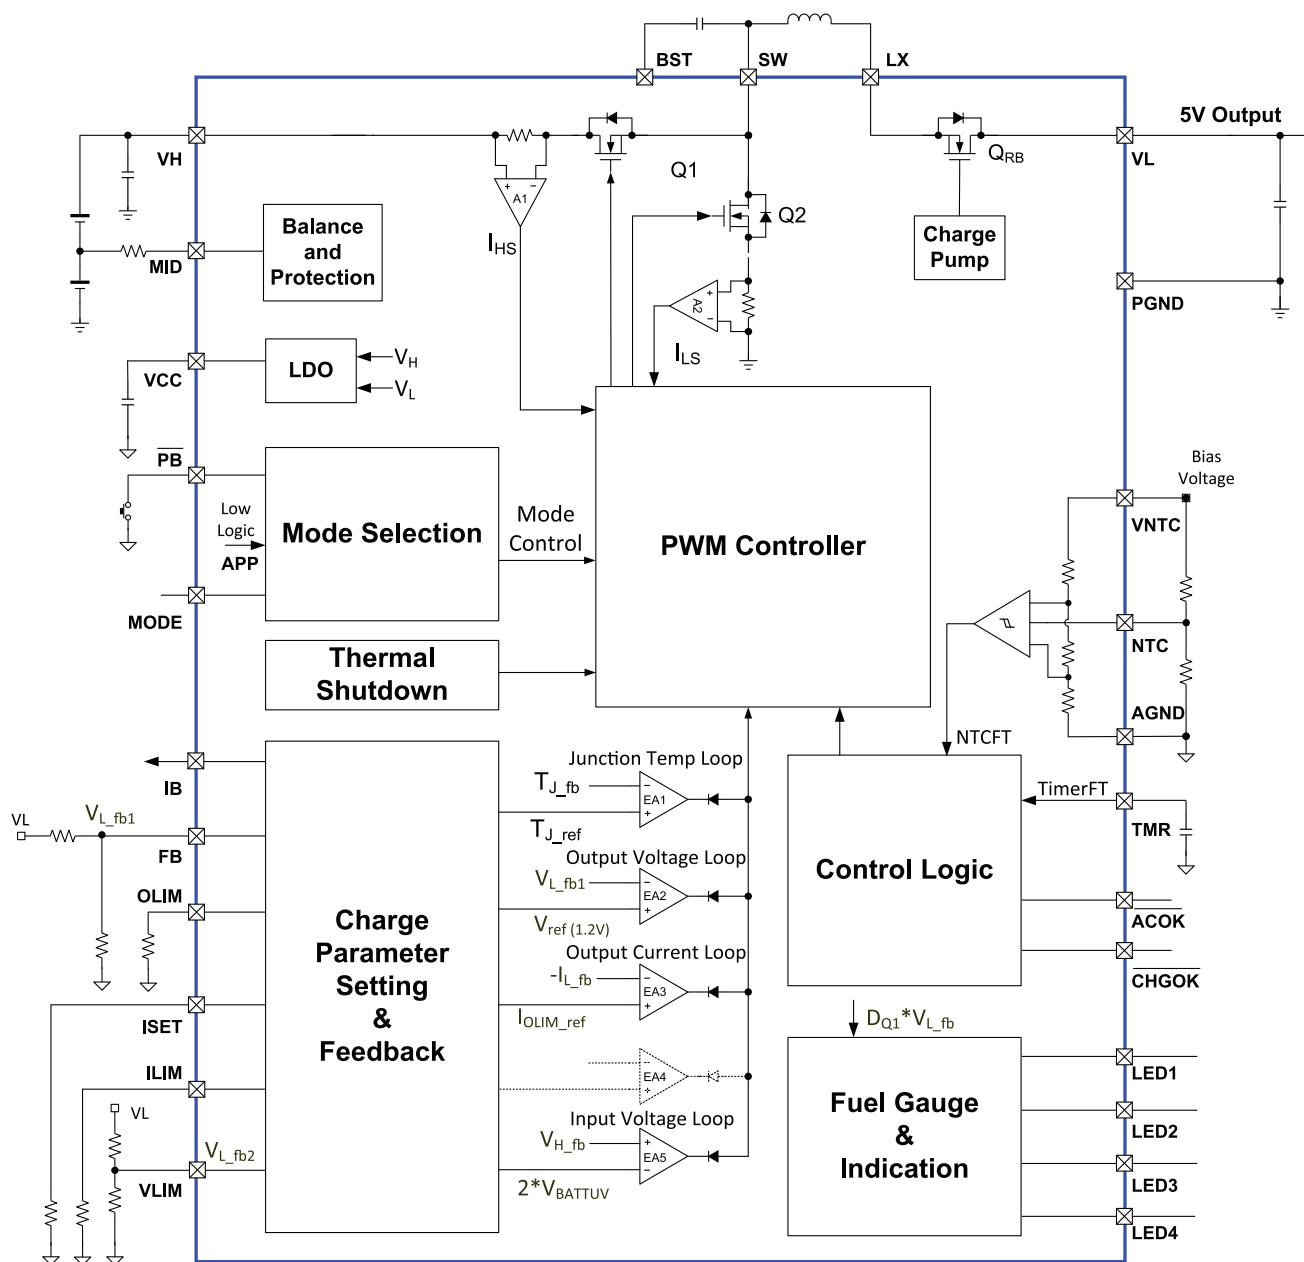 BST
SW
LX
VH
5V Output
VL
Q1
QRB
A1
+
−
IHS
Q2
Balance
and
Protection
MID
Charge
Pump
A2
+
−
ILS
PGND
VCC
LDO
VH
VL
PB
Low
Logic
APP
Mode Selection
Mode
Control
PWM Controller
Bias
Voltage
VNTC
MODE
NTC
Thermal
Shutdown
AGND
NTCFT
IB
Junction Temp Loop
TJ_fb
−
EA1
+
TJ_ref
TimerFT
TMR
VL
VL_fb1
FB
Output Voltage Loop
VL_fb1
−
EA2
+
Vref (1.2V)
Control Logic
OLIM
Charge
Parameter
Setting
&
Feedback
ACOK
Output Current Loop
-IL_fb
−
EA3
+
IOLIM_ref
CHGOK
ISET
DQ1*VL_fb
ILIM
−
EA4
+
LED1
Fuel Gauge
&
Indication
VL
Input Voltage Loop
VH_fb
+
EA5
−
2*VBATTUV
LED2
VL_fb2
VLIM
LED3
LED4